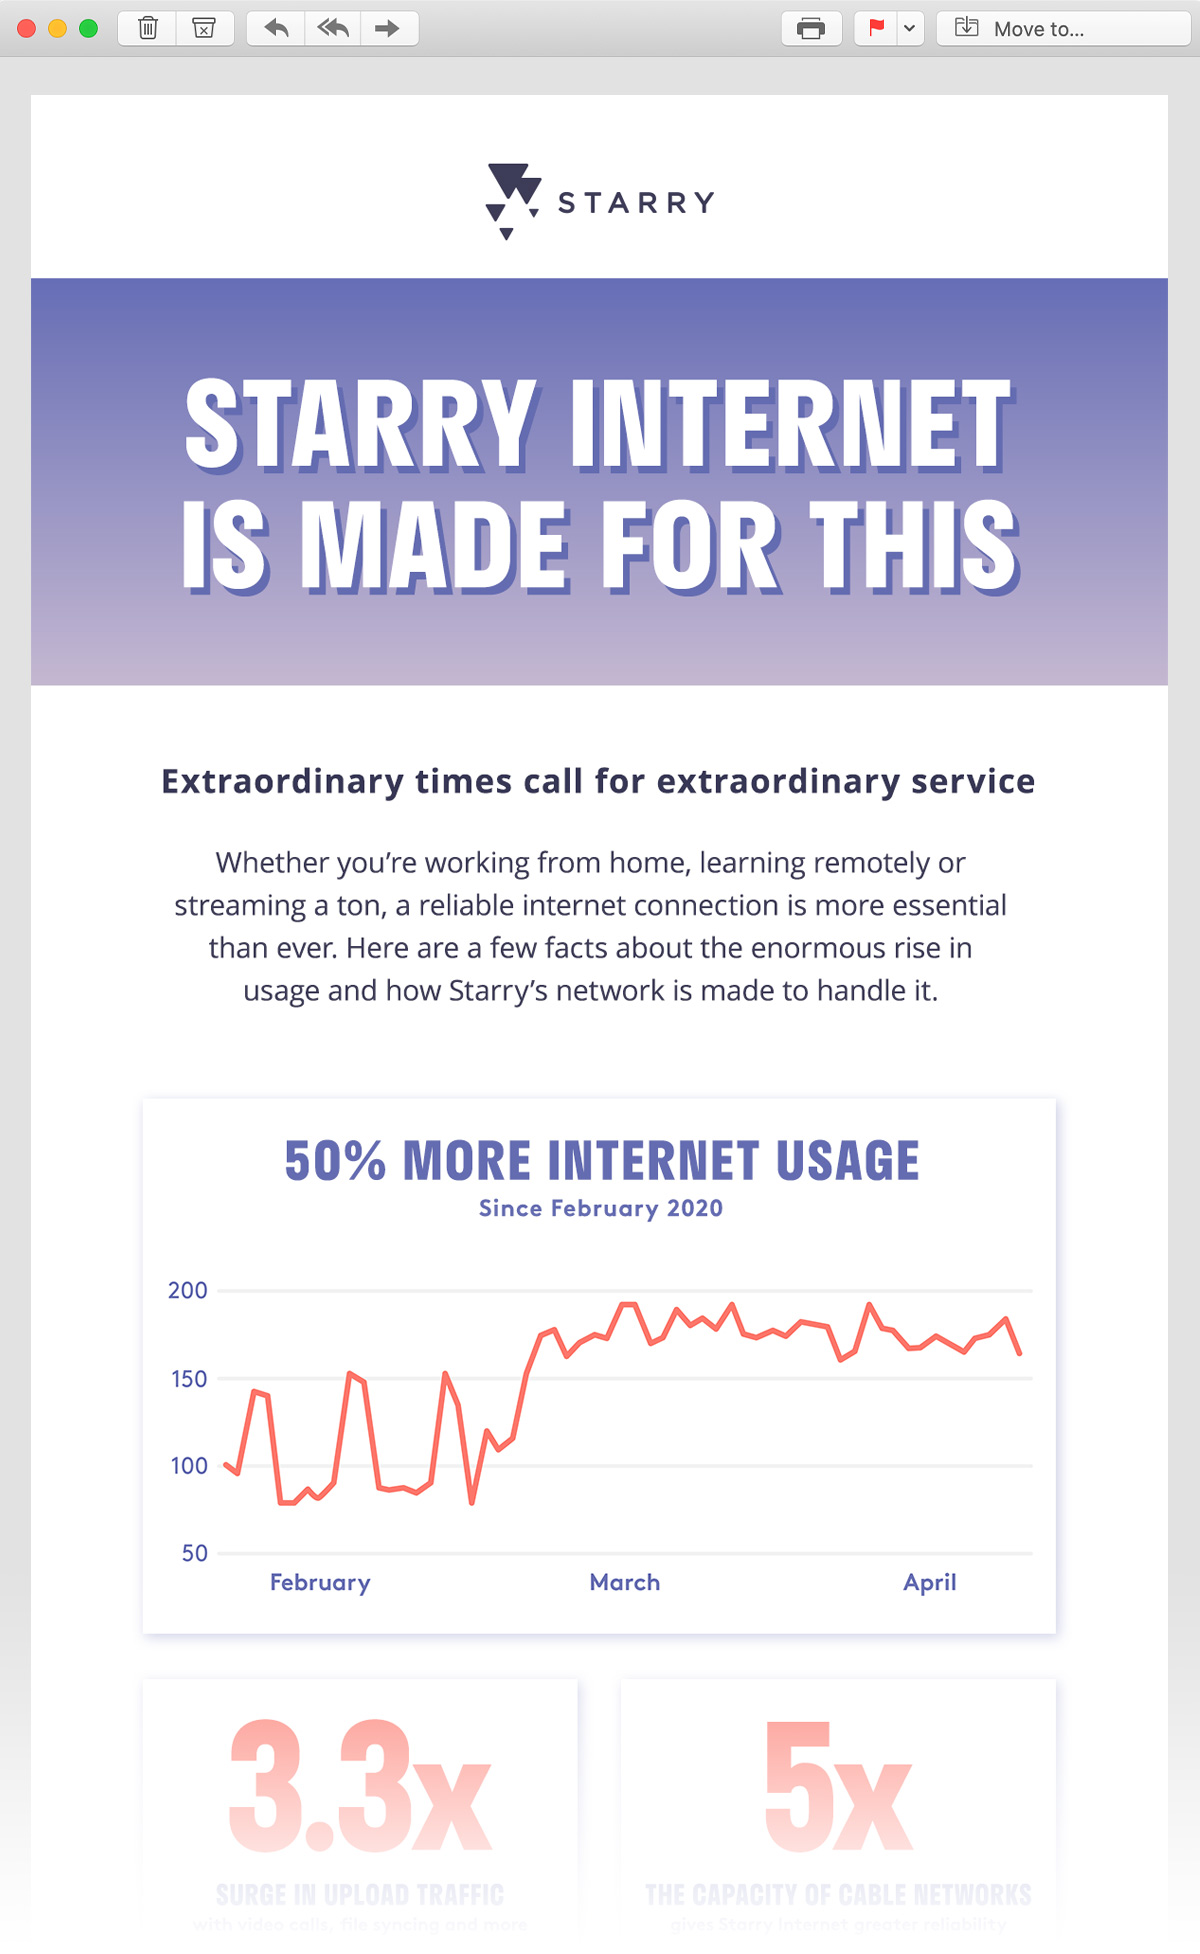 Move to...
STARRY
STARRY INTERNET
IS MADE FOR THIS
Extraordinary times call for extraordinary service
Whether you’re working from home, learning remotely or
streaming a ton, a reliable internet connection is more essential
than ever. Here are a few facts about the enormous rise in
usage and how Starry’s network is made to handle it.
50% MORE INTERNET USAGE
Since February 2020
200
150
100
50
February March April
3.3x
SURGE IN UPLOAD TRAFFIC
with video calls, file syncing and more
5x
THE CAPACITY OF CABLE NETWORKS
gives Starry Internet greater reliability